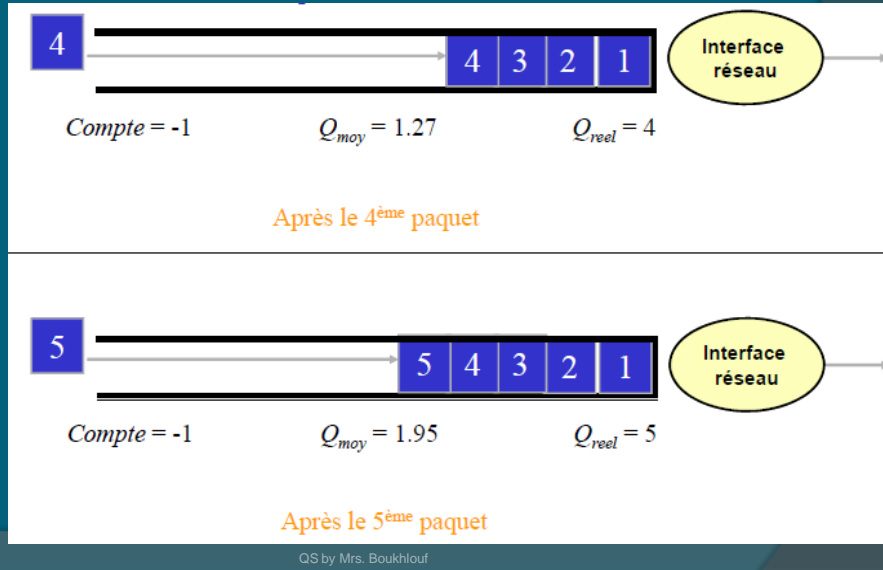 4
4 3 2 1
Interface
réseau
Compte = -1 Qmoy = 1.27 Qreel = 4
Après le 4ème paquet
5
5 4 3 2 1
Interface
réseau
Compte = -1 Qmoy = 1.95 Qreel = 5
Après le 5ème paquet
QS by Mrs. Boukhlouf